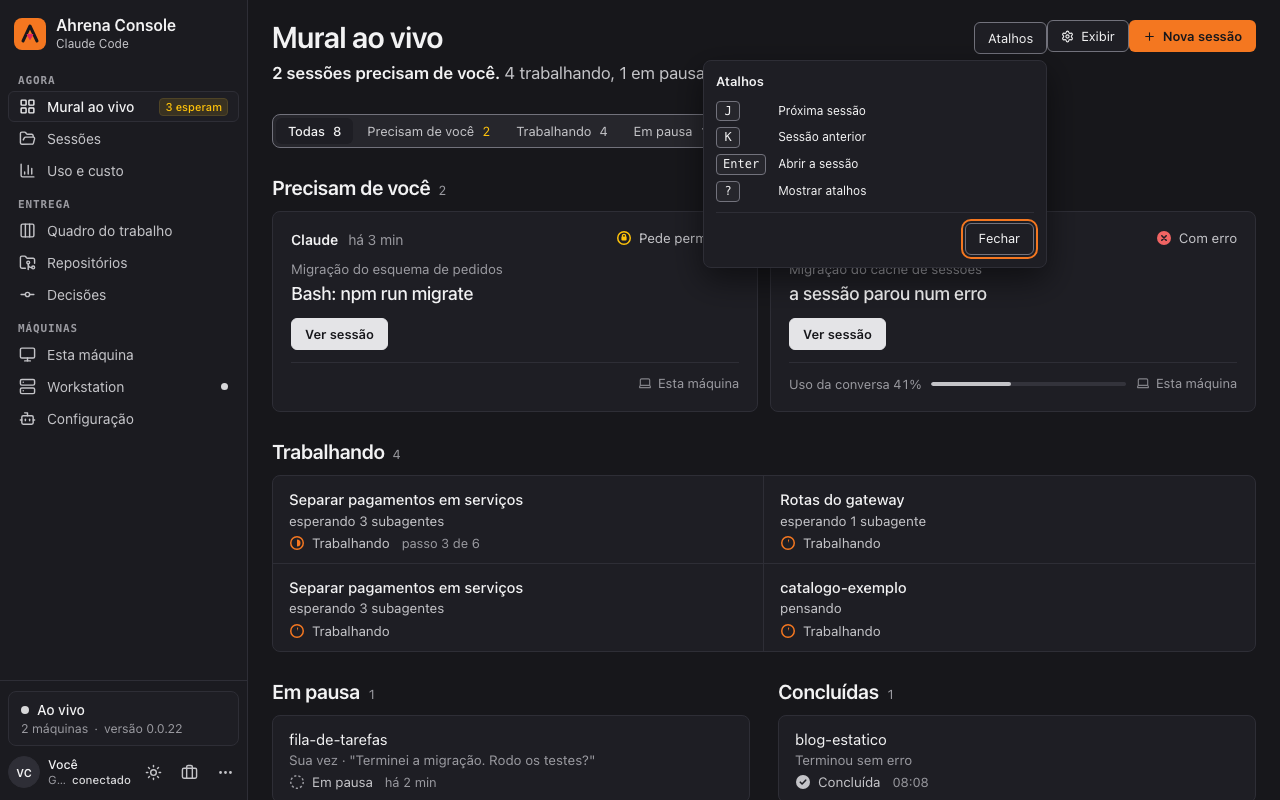 Ahrena Console
Claude Code
AGORA
Mural ao vivo 3 esperam
Sessões
Uso e custo
ENTREGA
Quadro do trabalho
Repositórios
Decisões
MÁQUINAS
Esta máquina
Workstation
Configuração
Ao vivo
2 máquinas · versão 0.0.22
VC Você
G... conectado
Mural ao vivo
2 sessões precisam de você. 4 trabalhando, 1 em pausa
Atalhos Exibir + Nova sessão
Todas 8 Precisam de você 2 Trabalhando 4 Em pausa
Atalhos
J Próxima sessão
K Sessão anterior
Enter Abrir a sessão
? Mostrar atalhos
Fechar
Precisam de você 2
Claude há 3 min Pede perm
Migração do esquema de pedidos
Bash: npm run migrate
Ver sessão
Esta máquina
Com erro
Migração do cache de sessões
a sessão parou num erro
Ver sessão
Uso da conversa 41% Esta máquina
Trabalhando 4
Separar pagamentos em serviços
esperando 3 subagentes
Trabalhando passo 3 de 6
Rotas do gateway
esperando 1 subagente
Trabalhando
Separar pagamentos em serviços
esperando 3 subagentes
Trabalhando
catalogo-exemplo
pensando
Trabalhando
Em pausa 1
fila-de-tarefas
Sua vez · "Terminei a migração. Rodo os testes?"
Em pausa há 2 min
Concluídas 1
blog-estatico
Terminou sem erro
Concluída 08:08